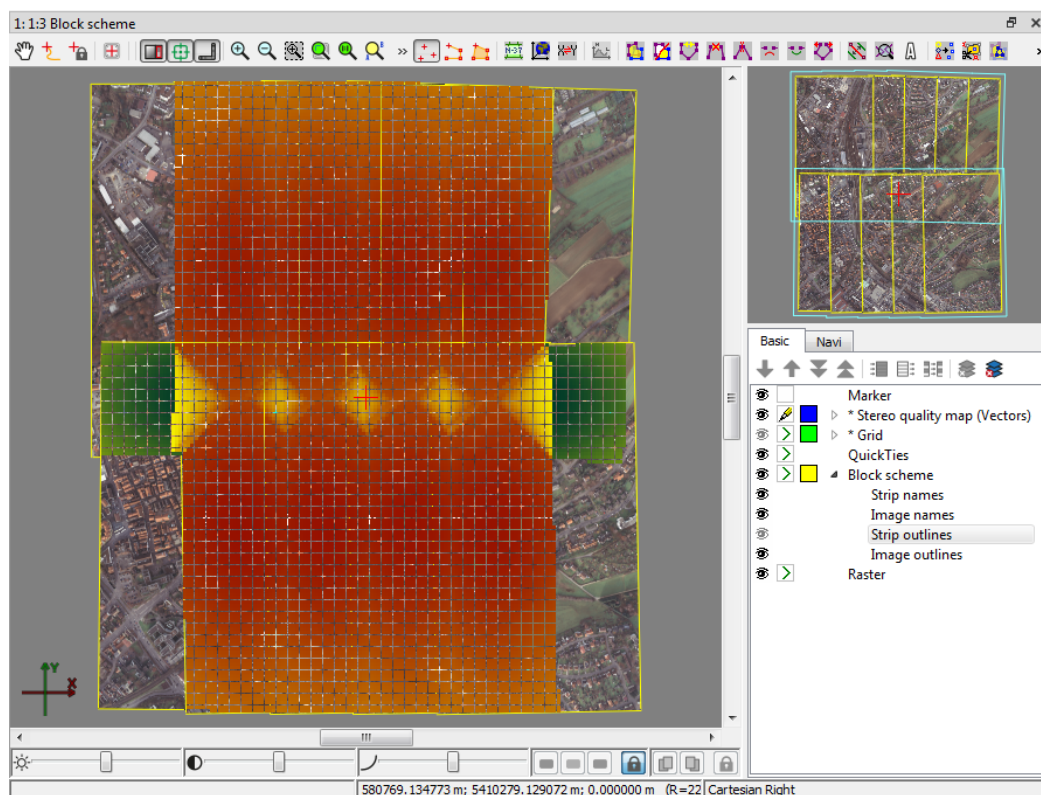 1: 1:3 Block scheme
Basic
Navi
Marker
* Stereo quality map (Vectors)
* Grid
QuickTies
Block scheme
Strip names
Image names
Strip outlines
Image outlines
Raster
Y
X
580769.134773 m; 5410279.129072 m; 0.000000 m (R=22
Cartesian Right